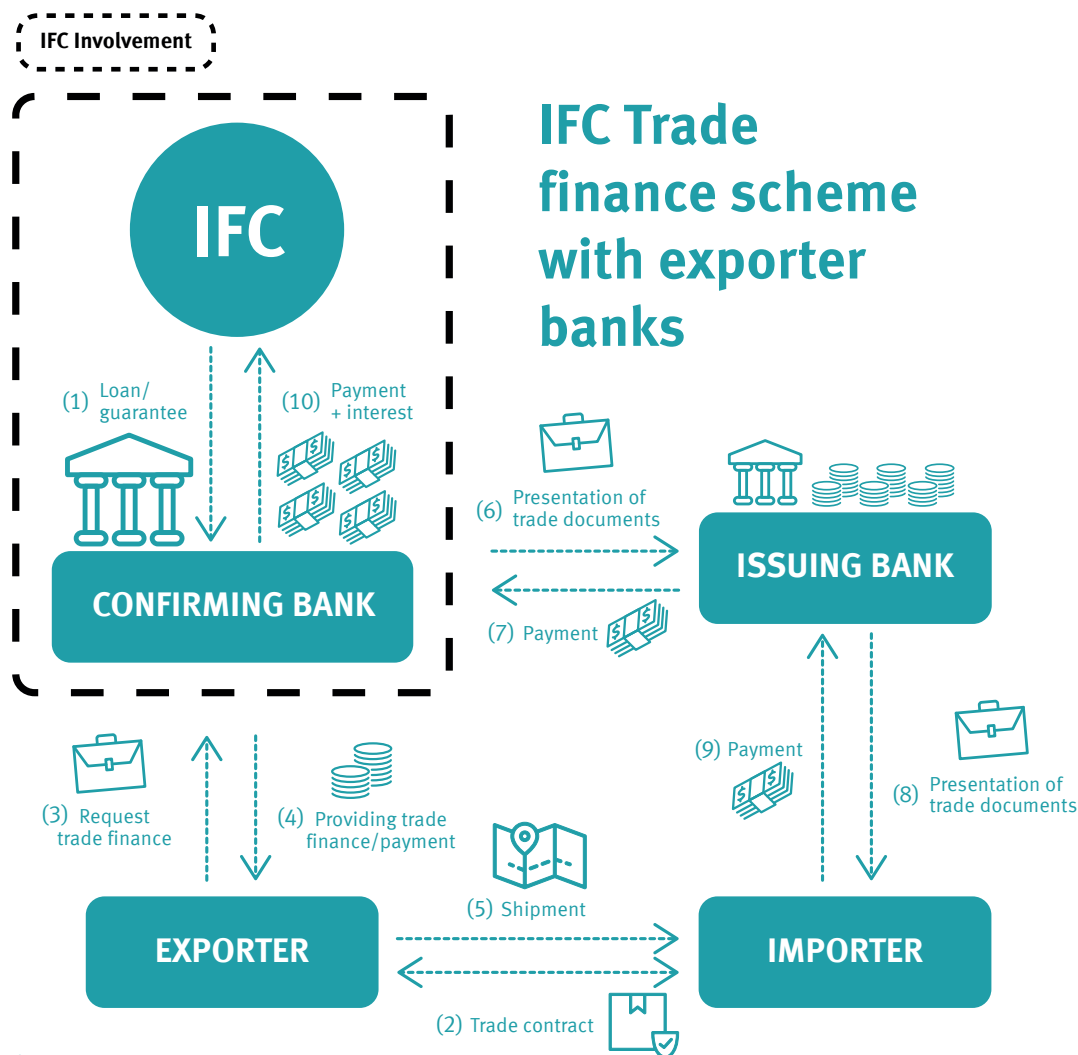 IFC Involvement
IFC Trade
finance scheme
with exporter
banks
IFC
(1) Loan/
guarantee
(10) Payment
+ interest
CONFIRMING BANK
(6) Presentation of
trade documents
(7) Payment
ISSUING BANK
(3) Request
trade finance
(4) Providing trade
finance/payment
(9) Payment
(8) Presentation of
trade documents
(5) Shipment
EXPORTER
IMPORTER
(2) Trade contract